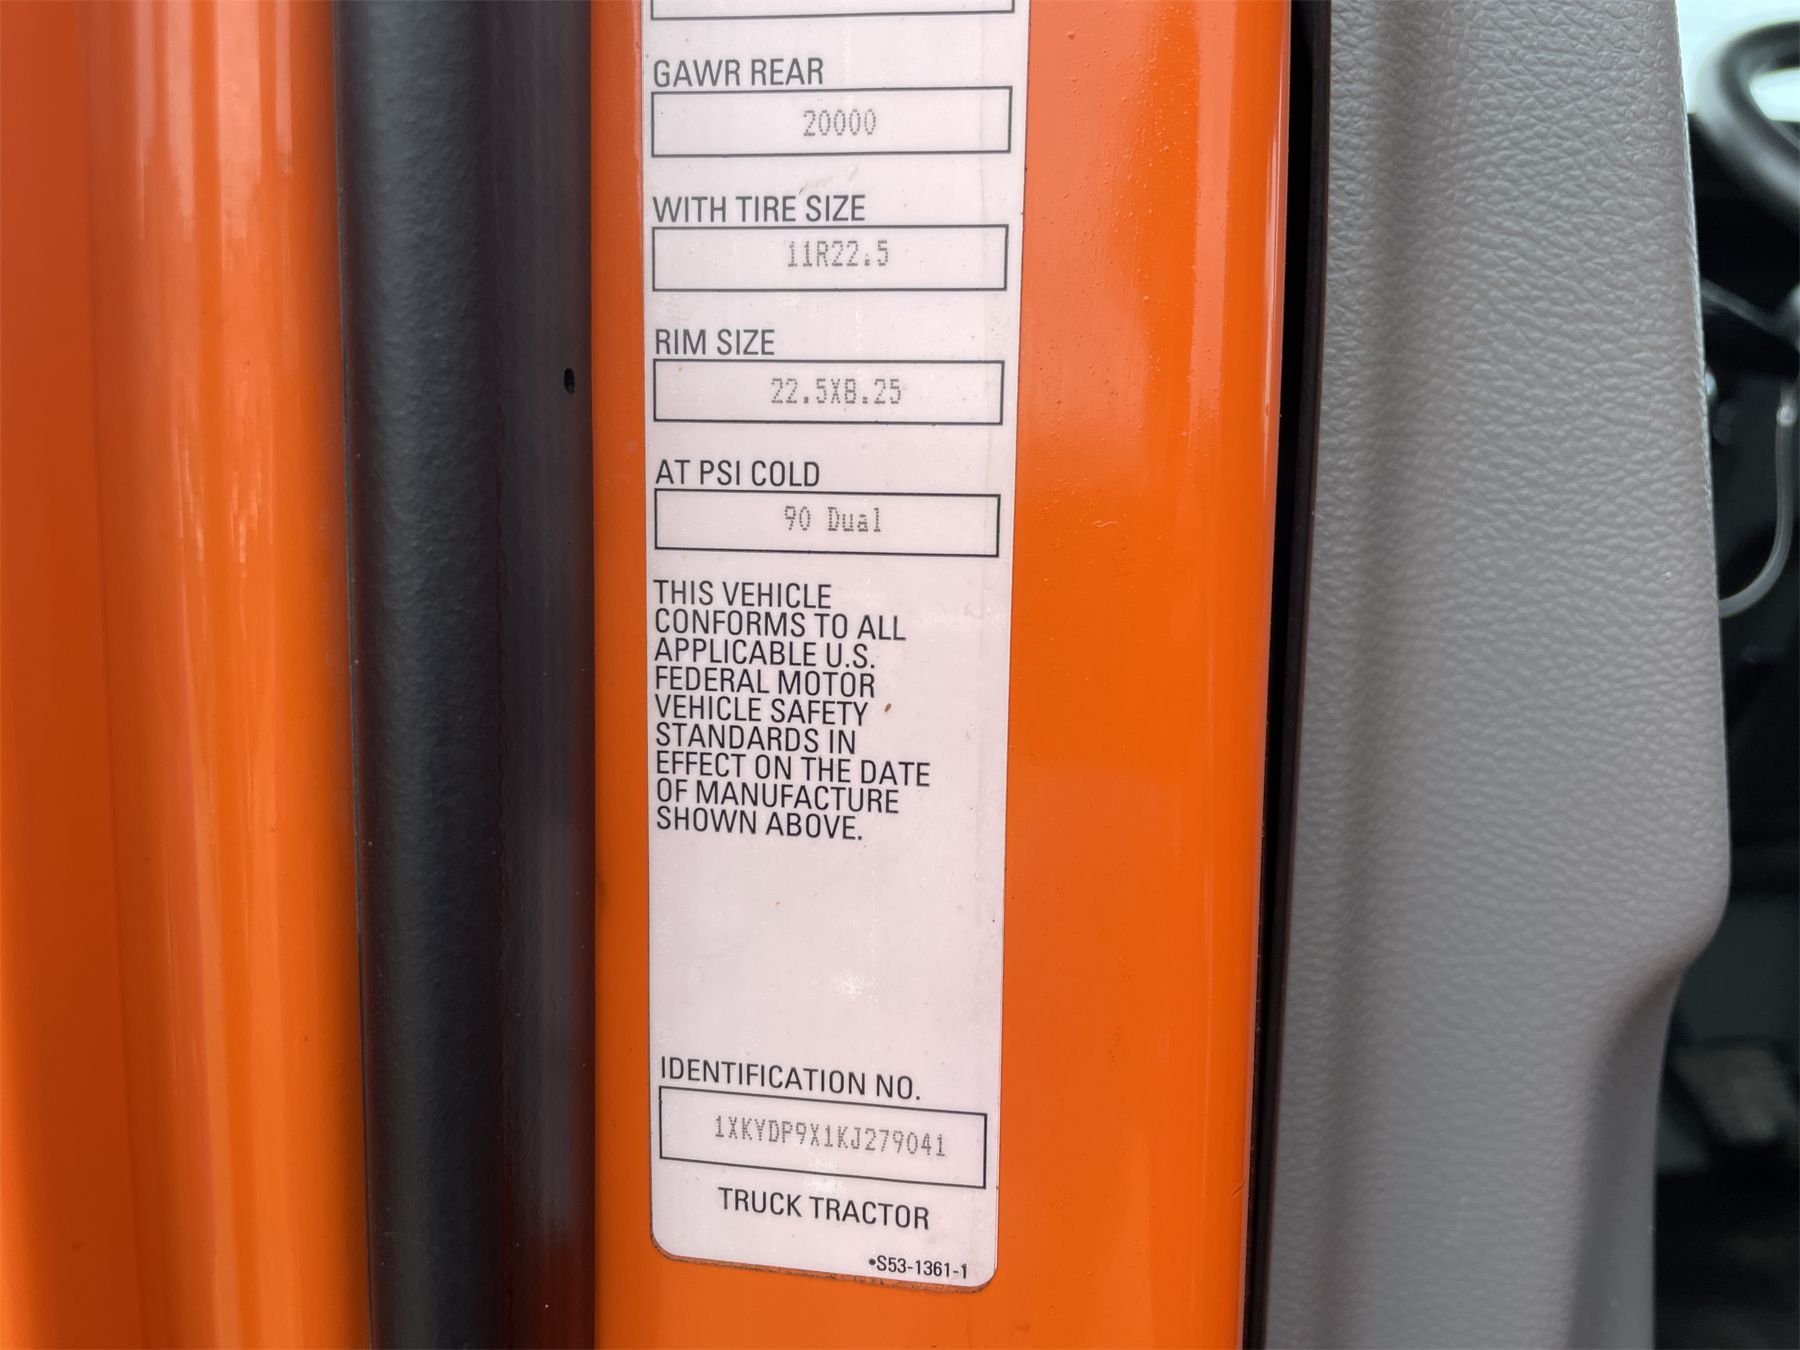 GAWR REAR
20000
WITH TIRE SIZE
11R22.5
RIM SIZE
22.5X8.25
AT PSI COLD
90 Dual
THIS VEHICLE
CONFORMS TO ALL
APPLICABLE U.S.
FEDERAL MOTOR
VEHICLE SAFETY
STANDARDS IN
EFFECT ON THE DATE
OF MANUFACTURE
SHOWN ABOVE.
IDENTIFICATION NO.
1XKYDP9X1KJ279041
TRUCK TRACTOR
•S53-1361-1